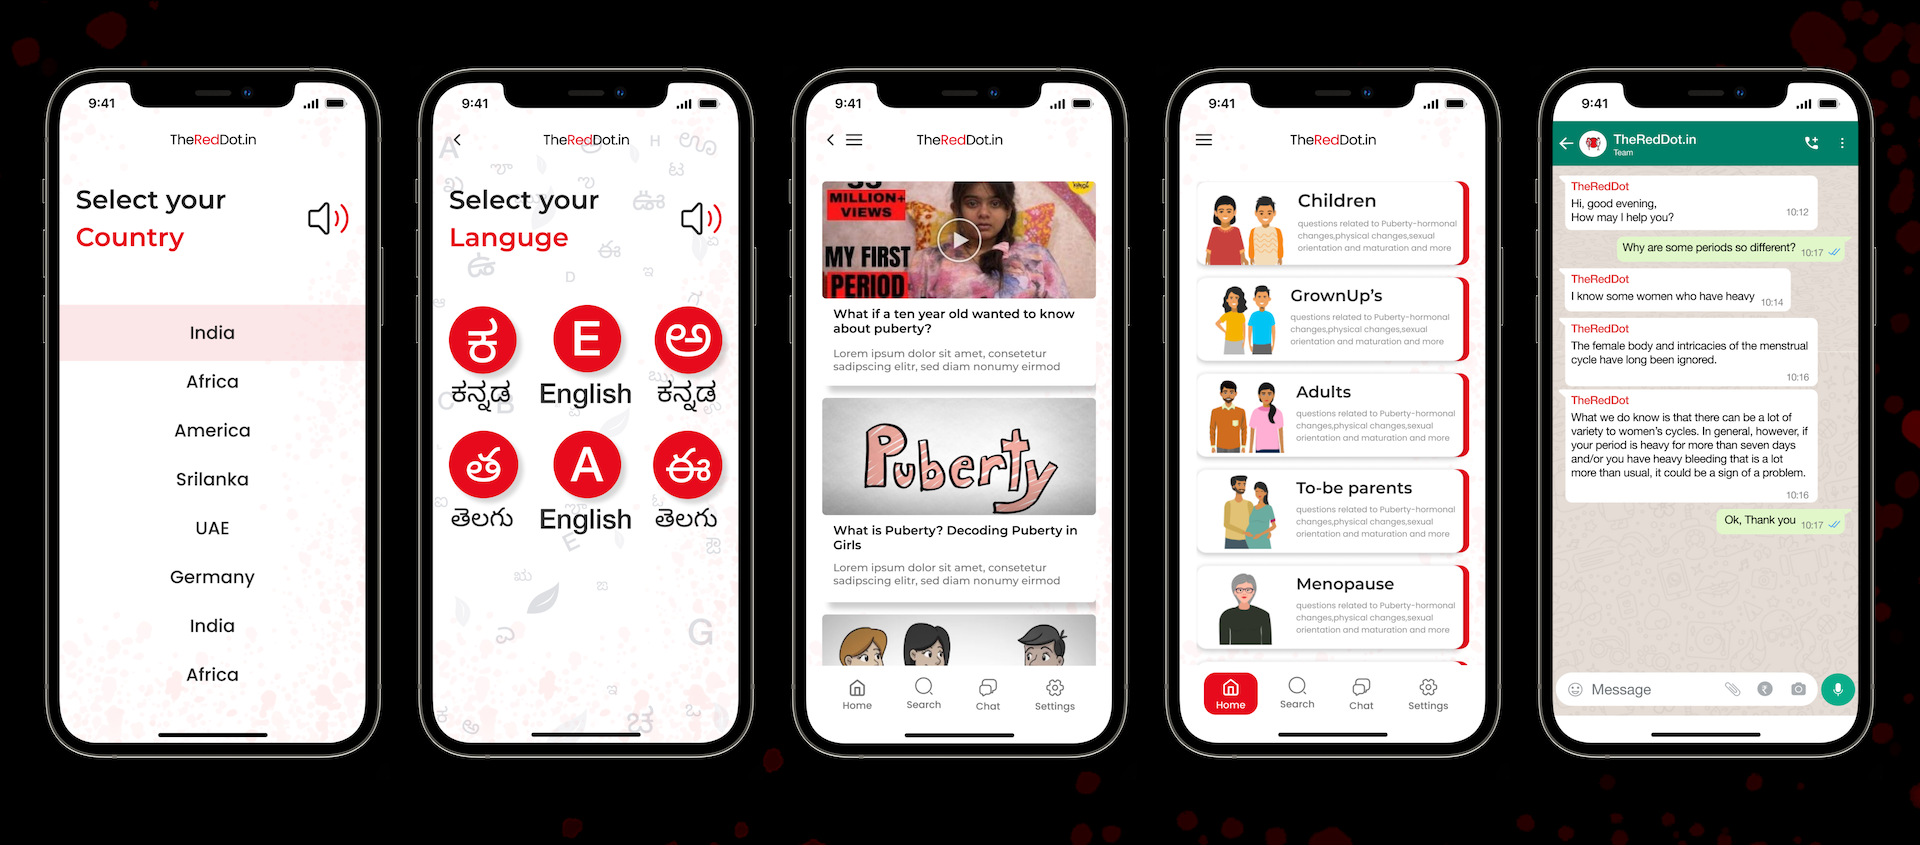 9:41
TheRedDot.in
Select your
Country
India
Africa
America
Srilanka
UAE
Germany
India
Africa
9:41
TheRedDot.in
Select your
Languge
ಕ
E
అ
ಕನ್ನಡ
English
ಕನ್ನಡ
త
A
ఈ
తెలగు
English
తెలగు
9:41
TheRedDot.in
MILLION+
VIEWS
MY FIRST
PERIOD
What if a ten year old wanted to know
about puberty?
Lorem ipsum dolor sit amet, consetetur
sadipscing elitr, sed diam nonumy eirmod
Puberty
What is Puberty? Decoding Puberty in
Girls
Lorem ipsum dolor sit amet, consetetur
sadipscing elitr, sed diam nonumy eirmod
Home
Search
Chat
Settings
9:41
TheRedDot.in
Children
questions related to Puberty-hormonal
changes,physical changes,sexual
orientation and maturation and more
GrownUp's
questions related to Puberty-hormonal
changes,physical changes,sexual
orientation and maturation and more
Adults
questions related to Puberty-hormonal
changes,physical changes,sexual
orientation and maturation and more
To-be parents
questions related to Puberty-hormonal
changes,physical changes,sexual
orientation and maturation and more
Menopause
questions related to Puberty-hormonal
changes,physical changes,sexual
orientation and maturation and more
Home
Search
Chat
Settings
9:41
TheRedDot.in
Team
TheRedDot
Hi, good evening,
How may I help you?
10:12
Why are some periods so different? 10:17
TheRedDot
I know some women who have heavy 10:14
TheRedDot
The female body and intricacies of the menstrual
cycle have long been ignored.
10:16
TheRedDot
What we do know is that there can be a lot of
variety to women's cycles. In general, however, if
your period is heavy for more than seven days
and/or you have heavy bleeding that is a lot
more than usual, it could be a sign of a problem.
10:16
Ok, Thank you 10:17
Message